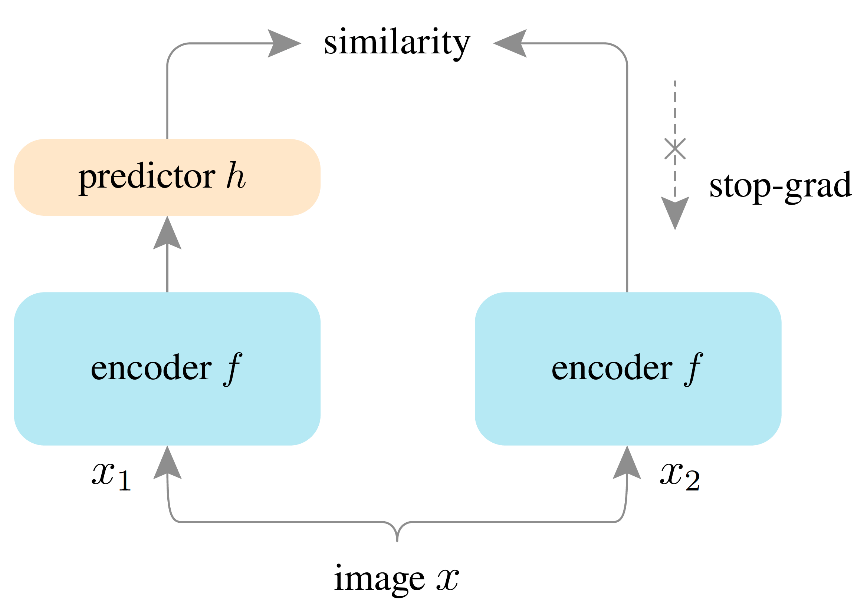 similarity
predictor h
stop-grad
encoder f
encoder f
x₁
x₂
image x